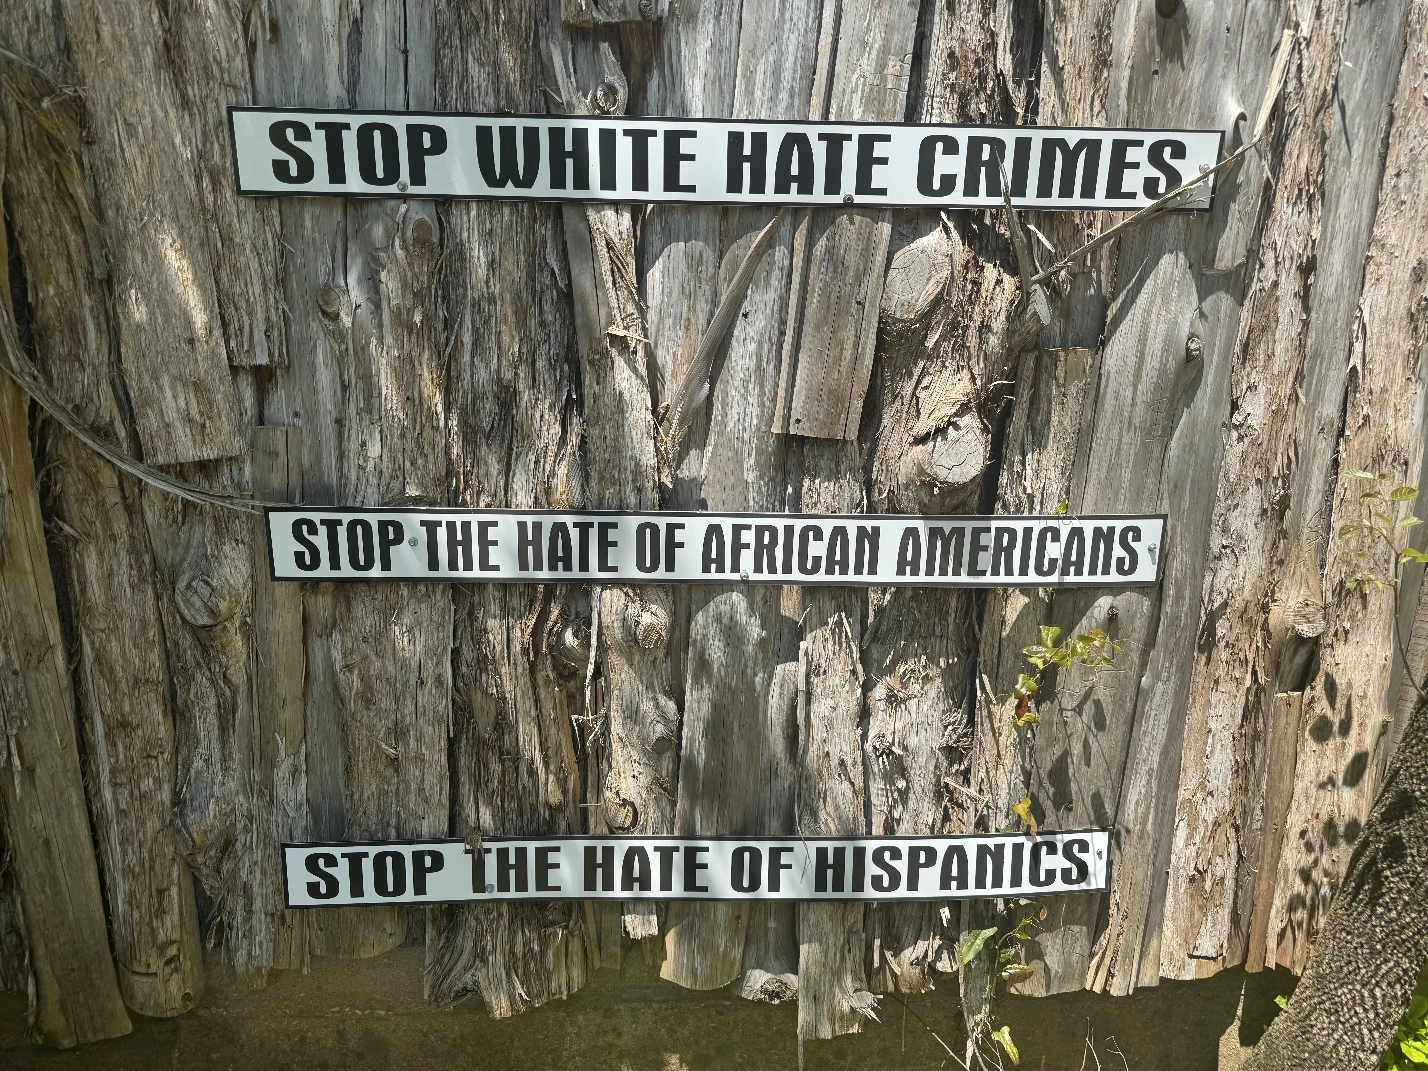 STOP WHITE HATE CRIMES
STOP THE HATE OF AFRICAN AMERICANS
STOP THE HATE OF HISPANICS